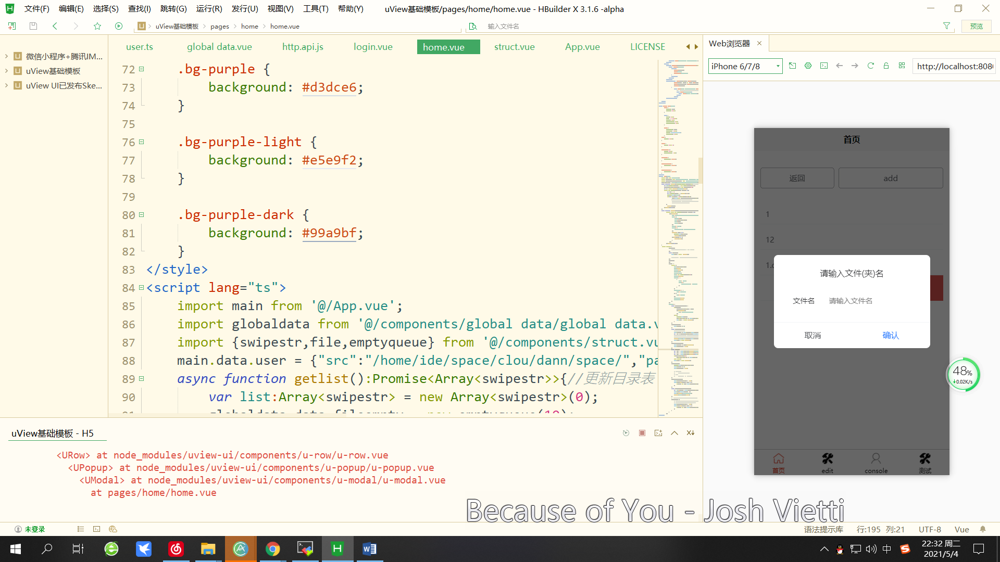 文件(F) 编辑(E) 选择(S) 查找(I) 跳转(G) 运行(R) 发行(U) 视图(V) 工具(T) 帮助(Y) uView基础模板/pages/home/home.vue - HBuilder X 3.1.6 -alpha
U uView基础模板 pages home home.vue 输入文件名 预览
微信小程序+腾讯IM...
uView基础模板
uView UI已发布Ske...
user.ts global data.vue http.api.js login.vue home.vue struct.vue App.vue LICENSE
72 .bg-purple {
73 background: #d3dce6;
74 }
75
76 .bg-purple-light {
77 background: #e5e9f2;
78 }
79
80 .bg-purple-dark {
81 background: #99a9bf;
82 }
83 </style>
84 <script lang="ts">
85 import main from '@/App.vue';
86 import globaldata from '@/components/global data/global data.v
87 import {swipestr,file,emptyqueue} from '@/components/struct.vu
88 main.data.user = {"src":"/home/ide/space/clou/dann/space/","pa
89 async function getlist():Promise<Array<swipestr>>{//更新目录表
90 var list:Array<swipestr> = new Array<swipestr>(0);
Web浏览器
iPhone 6/7/8 http://localhost:808
首页
返回 add
1
12
请输入文件(夹)名
文件名 请输入文件名
取消 确认
首页 edit console 测试
48%
0.02K/s
uView基础模板 - H5
<URow> at node_modules/uview-ui/components/u-row/u-row.vue
<UPopup> at node_modules/uview-ui/components/u-popup/u-popup.vue
<UModal> at node_modules/uview-ui/components/u-modal/u-modal.vue
at pages/home/home.vue
Because of You - Josh Vietti
未登录 语法提示库 行:195 列:21 UTF-8 Vue
中 22:32 周二
2021/5/4